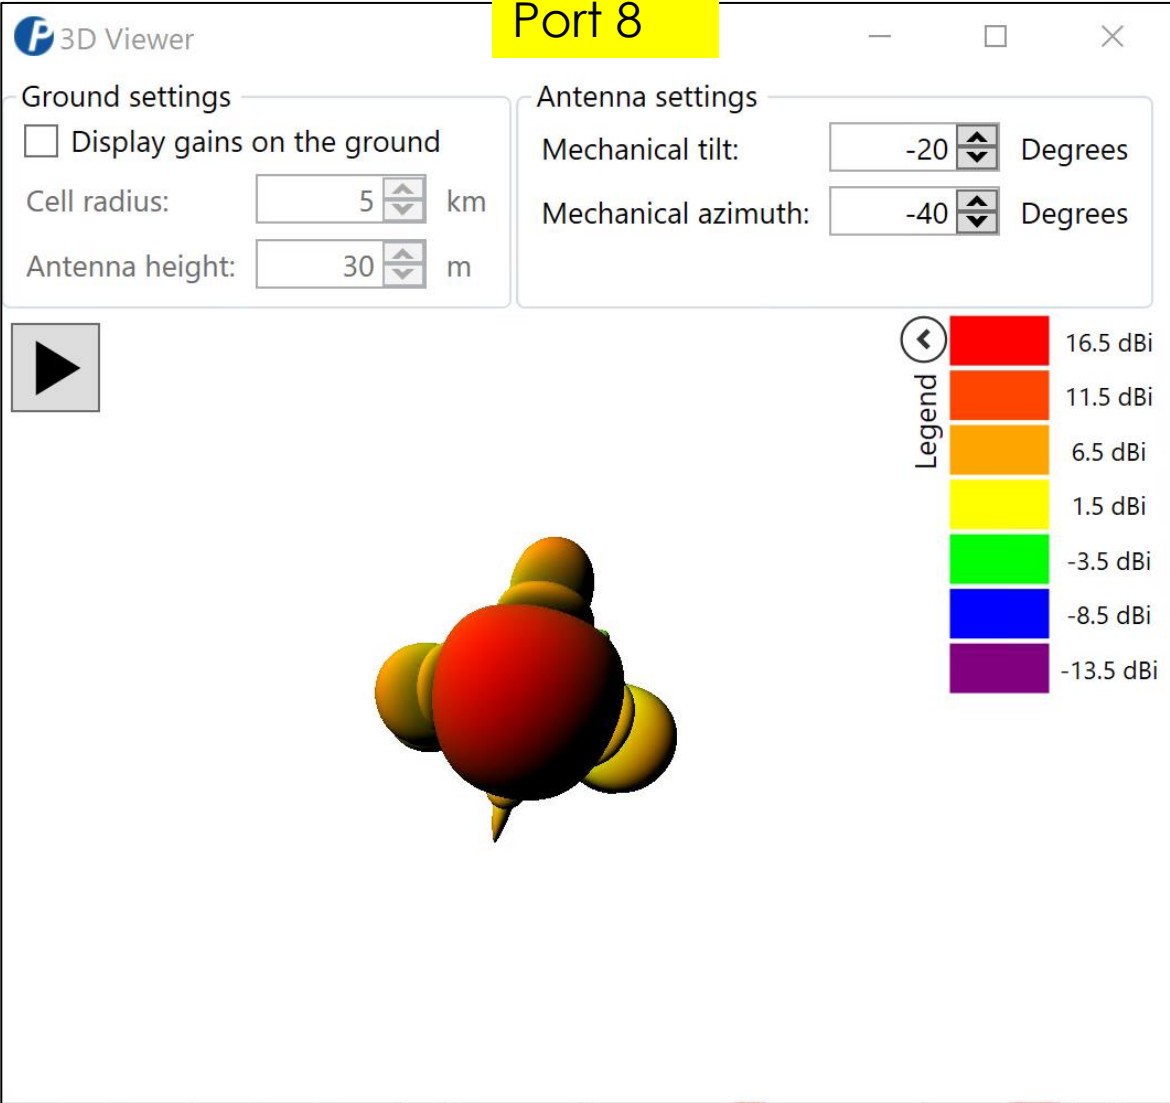 Port 8
3D Viewer
Ground settings
Display gains on the ground
Cell radius: 5 km
Antenna height: 30 m
Antenna settings
Mechanical tilt: -20 Degrees
Mechanical azimuth: -40 Degrees
Legend
16.5 dBi
11.5 dBi
6.5 dBi
1.5 dBi
-3.5 dBi
-8.5 dBi
-13.5 dBi